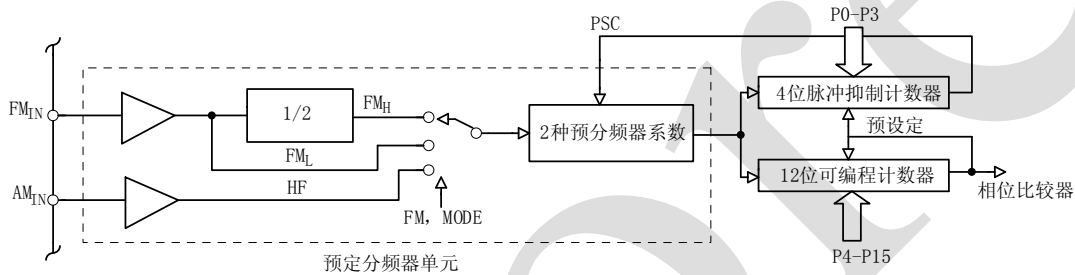 PSC
P0-P3
FMIN
1/2
FMH
2种预分频器系数
4位脉冲抑制计数器
预设定
FML
AMIN
HF
12位可编程计数器
相位比较器
FM, MODE
P4-P15
预定分频器单元